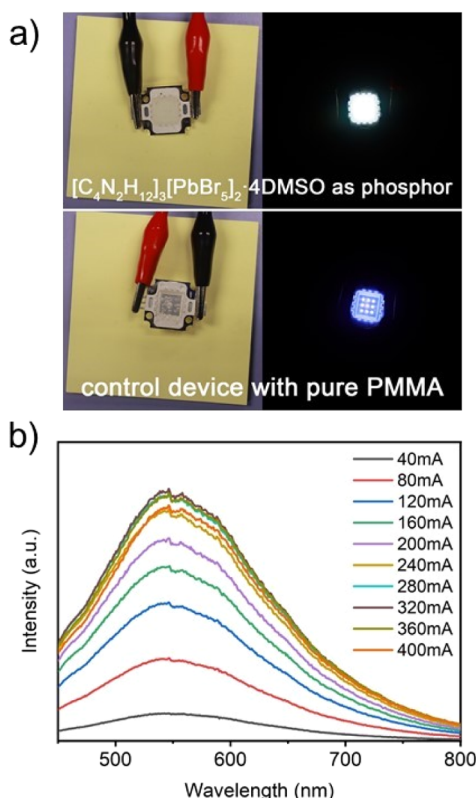 a)
[C₄N₂H₁₂]₃[PbBr₅]₂·4DMSO as phosphor
control device with pure PMMA
b)
Intensity (a.u.)
40mA
80mA
120mA
160mA
200mA
240mA
280mA
320mA
360mA
400mA
500 600 700 800
Wavelength (nm)